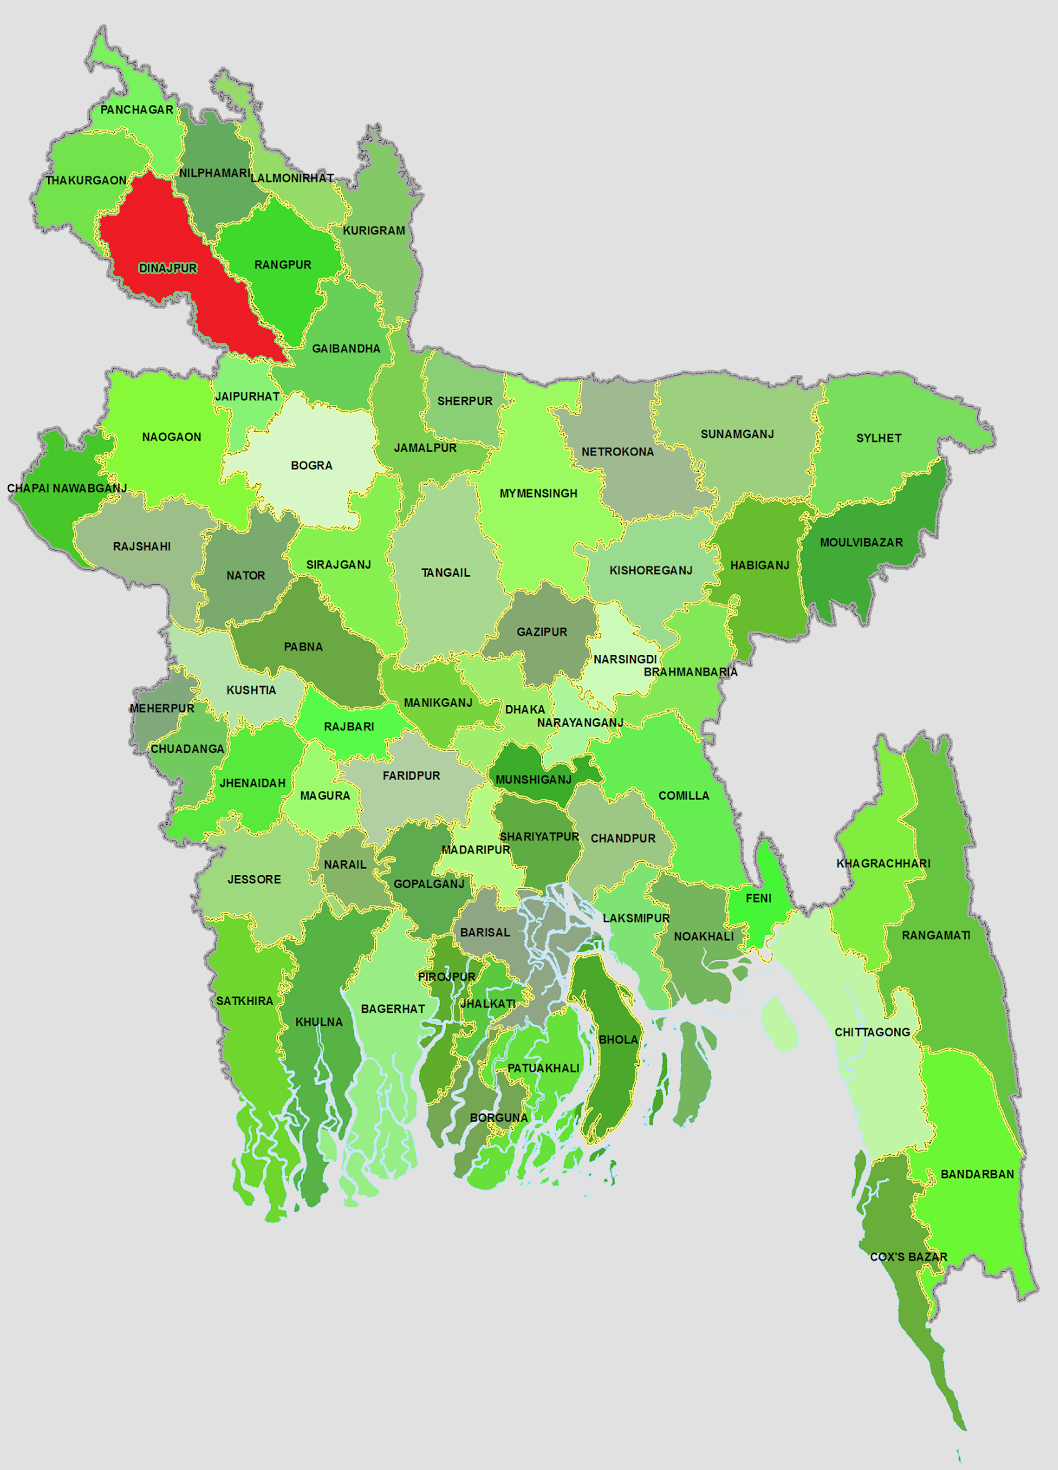 PANCHAGAR
THAKURGAON
NILPHAMARI
LALMONIRHAT
KURIGRAM
DINAJPUR
RANGPUR
GAIBANDHA
JAIPURHAT
SHERPUR
NAOGAON
BOGRA
JAMALPUR
NETROKONA
SUNAMGANJ
SYLHET
CHAPAI NAWABGANJ
MYMENSINGH
RAJSHAHI
NATOR
SIRAJGANJ
TANGAIL
KISHOREGANJ
HABIGANJ
MOULVIBAZAR
PABNA
GAZIPUR
NARSINGDI
BRAHMANBARIA
KUSHTIA
MEHERPUR
MANIKGANJ
DHAKA
NARAYANGANJ
RAJBARI
CHUADANGA
JHENAIDAH
MAGURA
FARIDPUR
MUNSHIGANJ
COMILLA
SHARIYATPUR
CHANDPUR
MADARIPUR
NARAIL
JESSORE
GOPALGANJ
KHAGRACHHARI
FENI
LAKSMIPUR
NOAKHALI
BARISAL
RANGAMATI
PIROJPUR
SATKHIRA
KHULNA
BAGERHAT
JHALKATI
CHITTAGONG
BHOLA
PATUAKHALI
BORGUNA
BANDARBAN
COX'S BAZAR